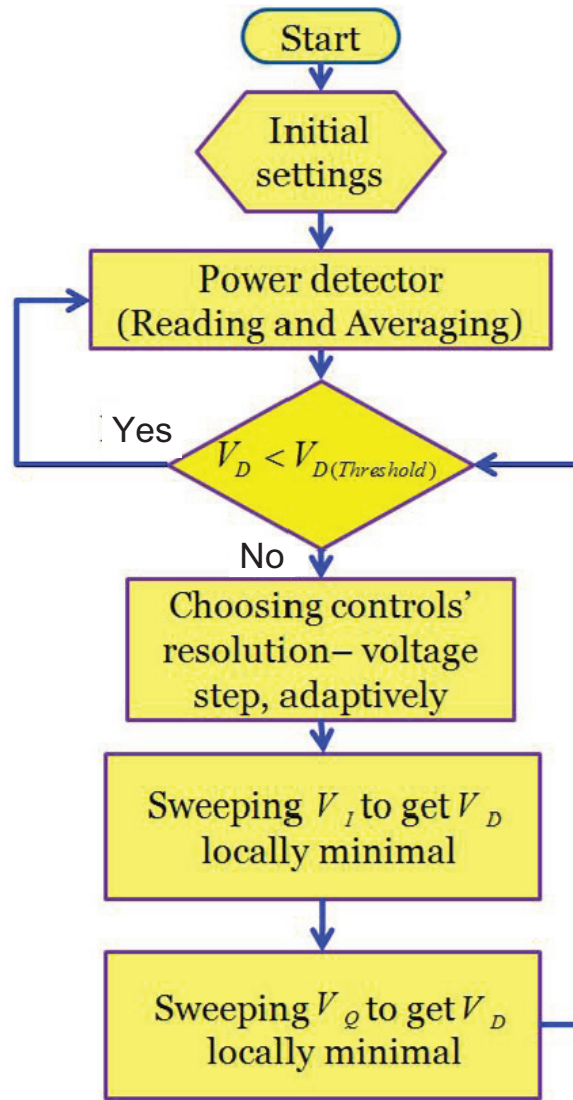 Start
Initial
settings
Power detector
(Reading and Averaging)
Yes
V_D < V_{D(Threshold)}
No
Choosing controls’
resolution– voltage
step, adaptively
Sweeping V_I to get V_D
locally minimal
Sweeping V_Q to get V_D
locally minimal